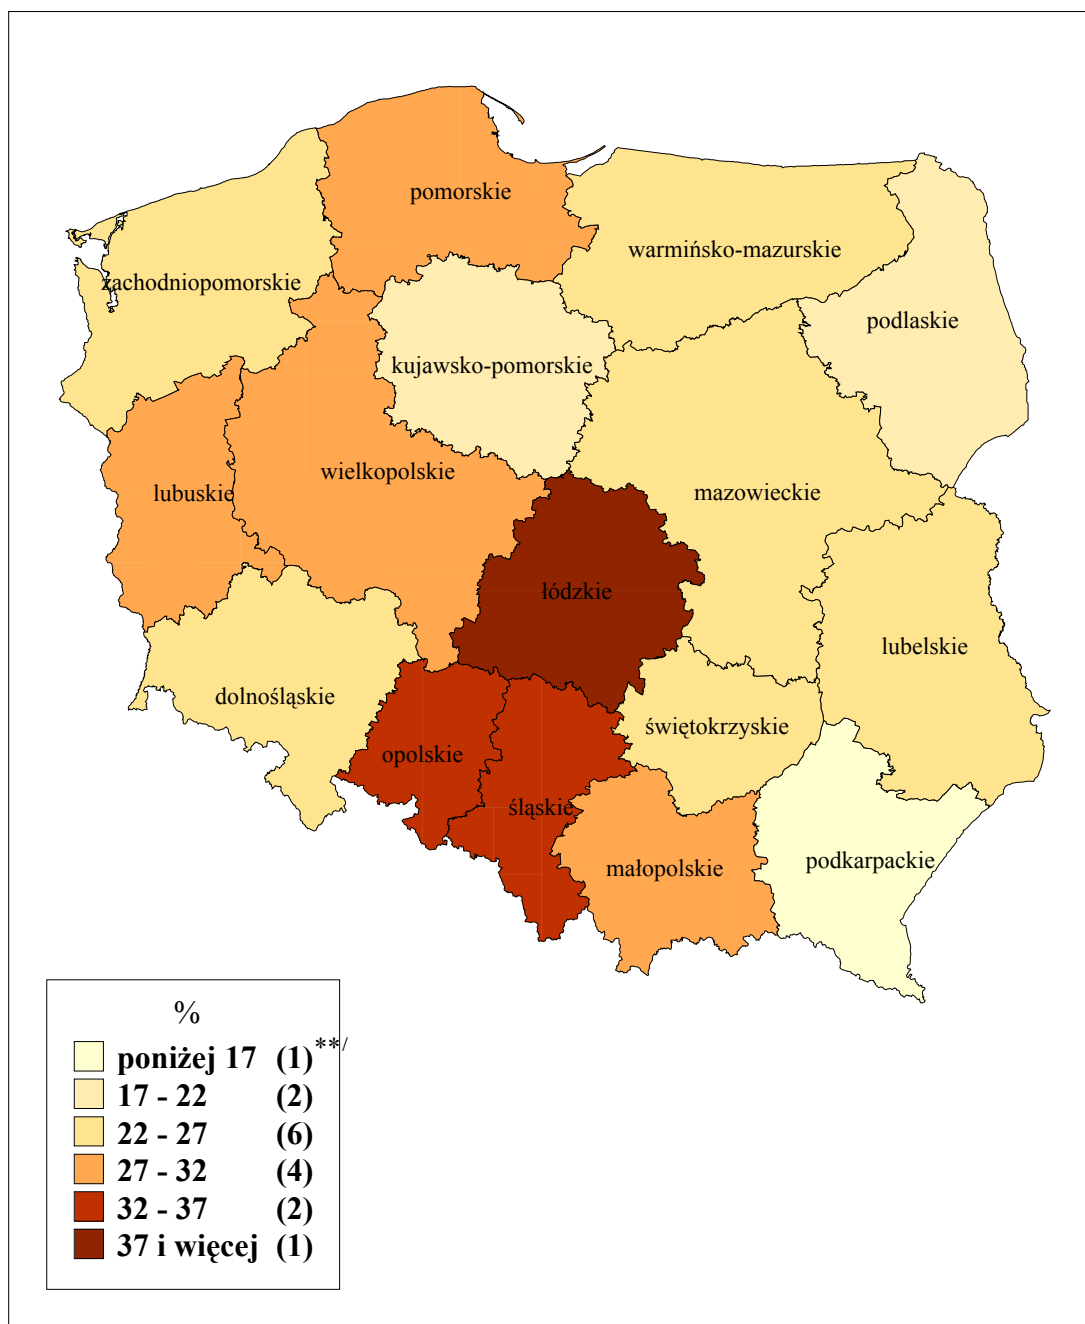 pomorskie
warmińsko-mazurskie
zachodniopomorskie
podlaskie
kujawsko-pomorskie
wielkopolskie
lubuskie
mazowieckie
łódzkie
lubelskie
dolnośląskie
świętokrzyskie
opolskie
śląskie
podkarpackie
małopolskie
%
poniżej 17 (1)**/
17 - 22 (2)
22 - 27 (6)
27 - 32 (4)
32 - 37 (2)
37 i więcej (1)